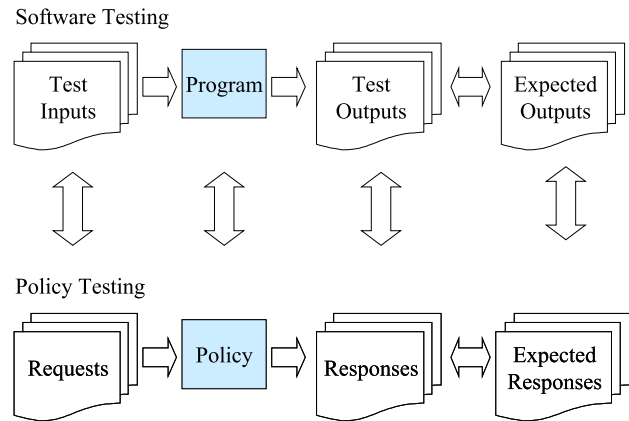 Software Testing
Test
Inputs
Program
Test
Outputs
Expected
Outputs
Policy Testing
Requests
Policy
Responses
Expected
Responses